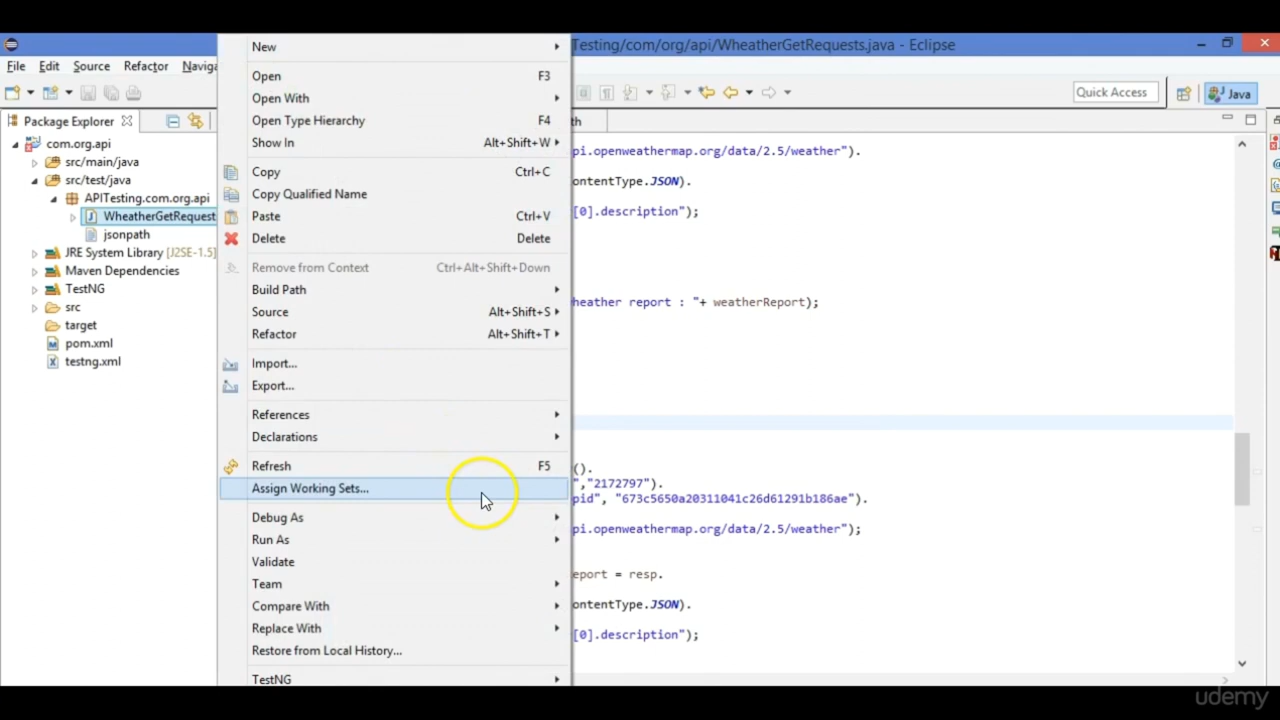 Testing/com/org/api/WheatherGetRequests.java - Eclipse
File Edit Source Refactor Naviga
Quick Access
Java
Package Explorer
com.org.api
src/main/java
src/test/java
APITesting.com.org.api
WheatherGetRequest
jsonpath
JRE System Library [J2SE-1.5]
Maven Dependencies
TestNG
src
target
pom.xml
testng.xml
New
Open F3
Open With
Open Type Hierarchy F4
Show In Alt+Shift+W
Copy Ctrl+C
Copy Qualified Name
Paste Ctrl+V
Delete Delete
Remove from Context Ctrl+Alt+Shift+Down
Build Path
Source Alt+Shift+S
Refactor Alt+Shift+T
Import...
Export...
References
Declarations
Refresh F5
Assign Working Sets...
Debug As
Run As
Validate
Team
Compare With
Replace With
Restore from Local History...
TestNG
th
pi.openweathermap.org/data/2.5/weather").
ontentType.JSON).
[0].description");
heather report : "+ weatherReport);
().
","2172797").
pid", "673c5650a20311041c26d61291b186ae").
pi.openweathermap.org/data/2.5/weather");
eport = resp.
ontentType.JSON).
[0].description");
udemy